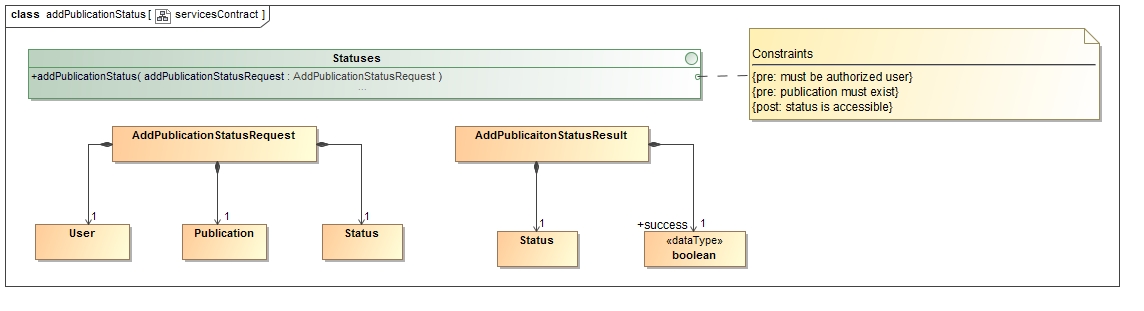 class addPublicationStatus [ servicesContract ]
Statuses
+addPublicationStatus( addPublicationStatusRequest : AddPublicationStatusRequest )
...
Constraints
{pre: must be authorized user}
{pre: publication must exist}
{post: status is accessible}
AddPublicationStatusRequest
AddPublicaitonStatusResult
1
1
1
1
+success
1
User
Publication
Status
Status
«dataType»
boolean